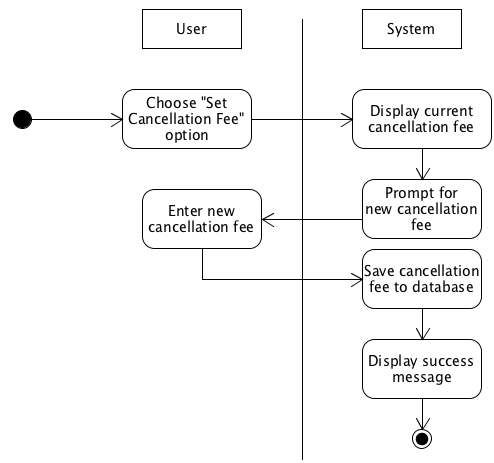 User
System
Choose "Set
Cancellation Fee"
option
Display current
cancellation fee
Prompt for
new cancellation
fee
Enter new
cancellation fee
Save cancellation
fee to database
Display success
message